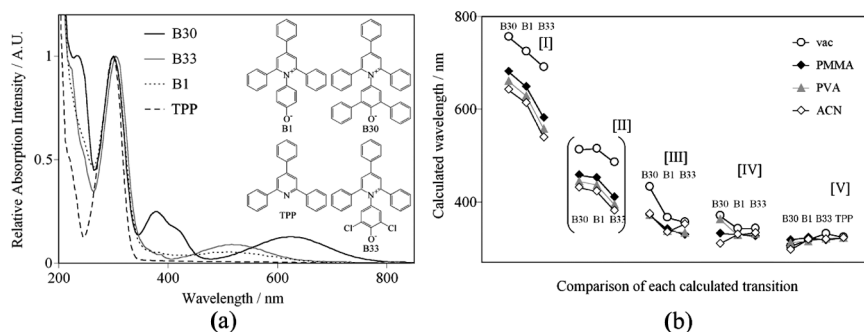 B30
B33
B1
TPP
1
0.5
0
200
400
600
800
Relative Absorption Intensity / A.U.
Wavelength / nm
N+
O-
B1
N+
O-
B30
N
TPP
N+
Cl
Cl
O-
B33
(a)
800
600
400
Calculated wavelength / nm
B30 B1 B33
[I]
vac
PMMA
PVA
ACN
[II]
B30 B1 B33
[III]
B30
B1 B33
[IV]
B30 B1 B33
[V]
B30 B1 B33 TPP
Comparison of each calculated transition
(b)